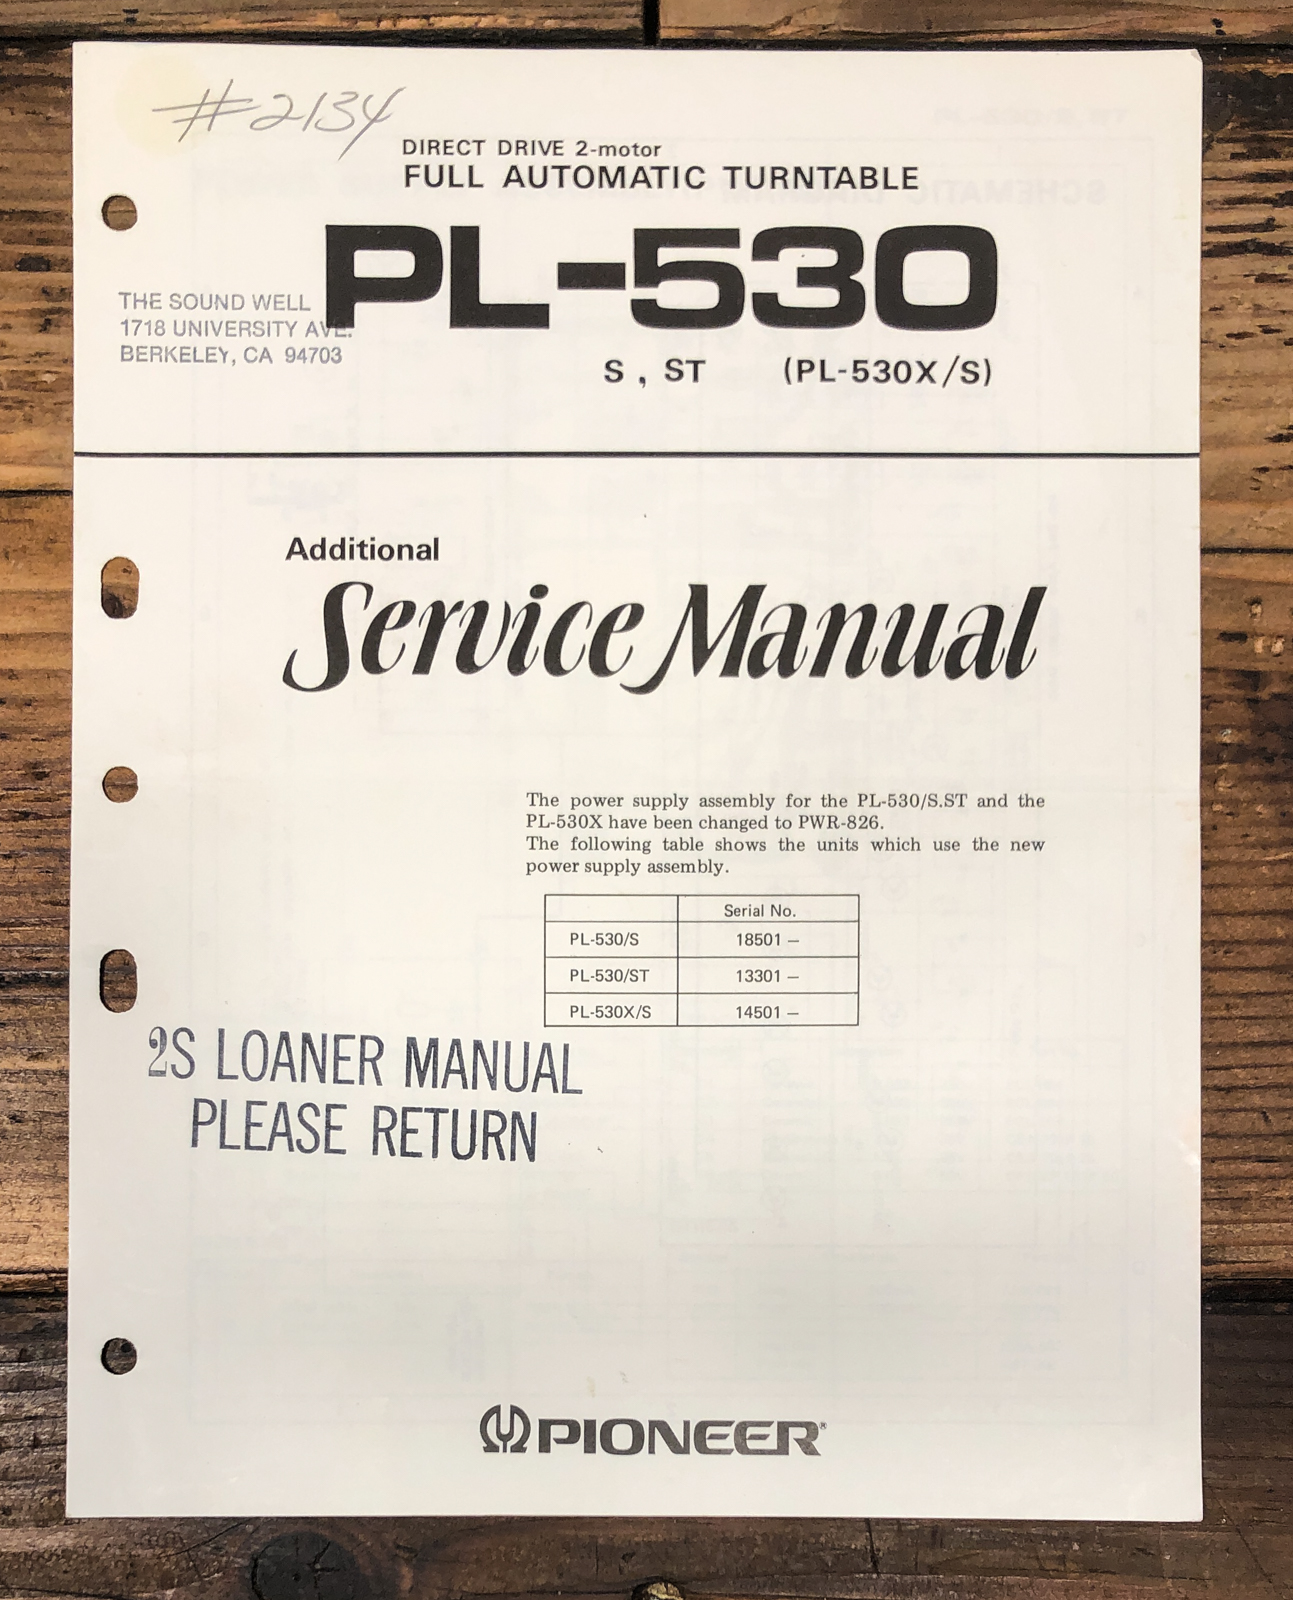 #2134
DIRECT DRIVE 2-motor
FULL AUTOMATIC TURNTABLE
PL-530
THE SOUND WELL
1718 UNIVERSITY AVE.
BERKELEY, CA 94703
S , ST (PL-530X/S)
Additional
Service Manual
The power supply assembly for the PL-530/S.ST and the
PL-530X have been changed to PWR-826.
The following table shows the units which use the new
power supply assembly.
Serial No.
PL-530/S 18501 –
PL-530/ST 13301 –
PL-530X/S 14501 –
2S LOANER MANUAL
PLEASE RETURN
PIONEER®